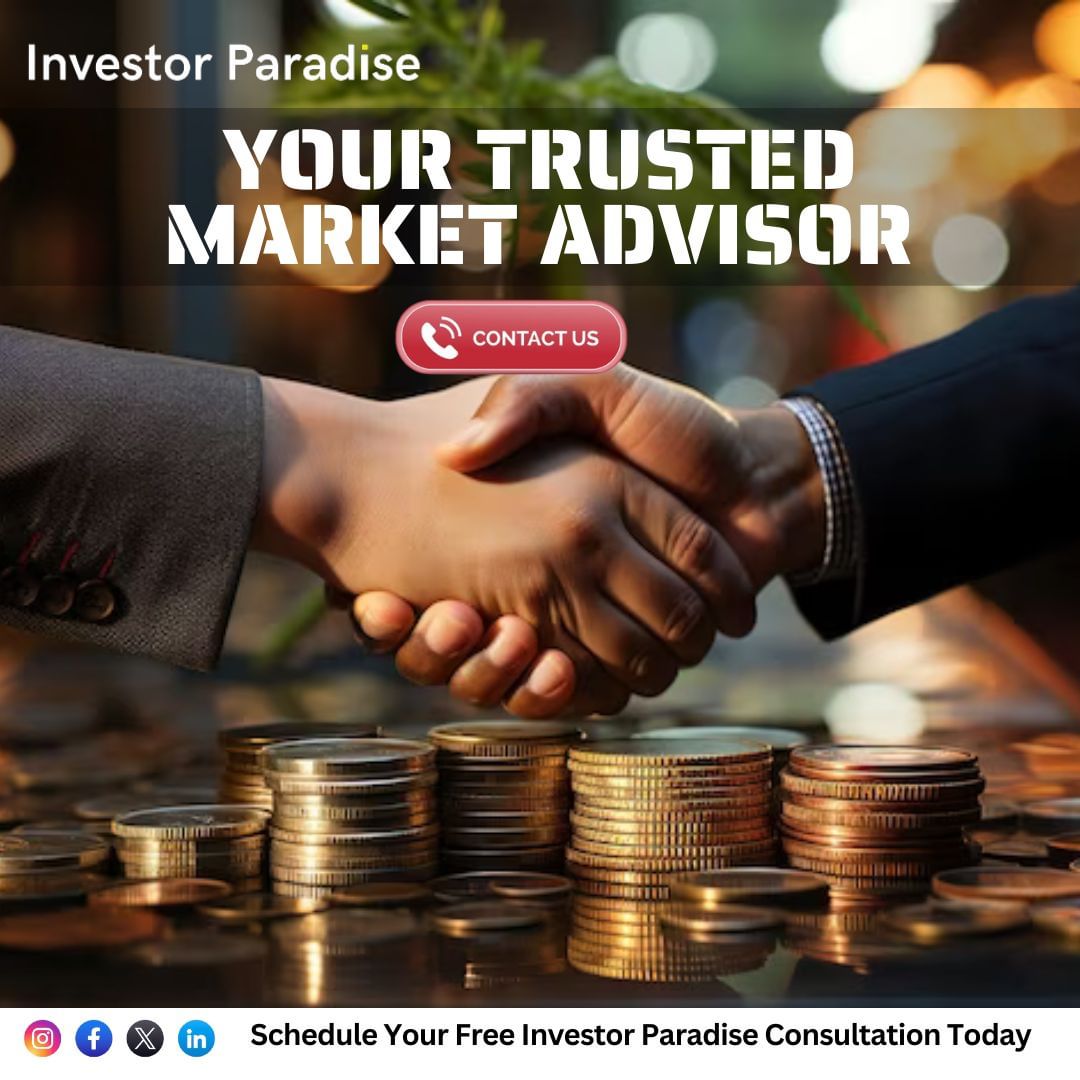 Investor Paradise
YOUR TRUSTED
MARKET ADVISOR
CONTACT US
Schedule Your Free Investor Paradise Consultation Today